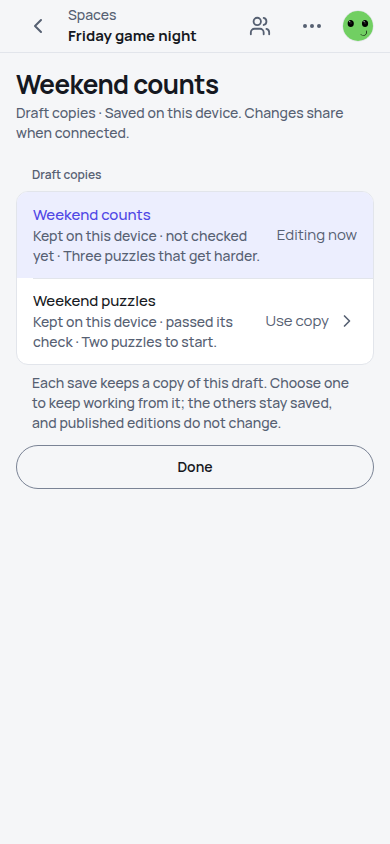 Spaces
Friday game night
Weekend counts
Draft copies · Saved on this device. Changes share
when connected.
Draft copies
Weekend counts
Kept on this device · not checked
yet · Three puzzles that get harder.
Editing now
Weekend puzzles
Kept on this device · passed its
check · Two puzzles to start.
Use copy
Each save keeps a copy of this draft. Choose one
to keep working from it; the others stay saved,
and published editions do not change.
Done